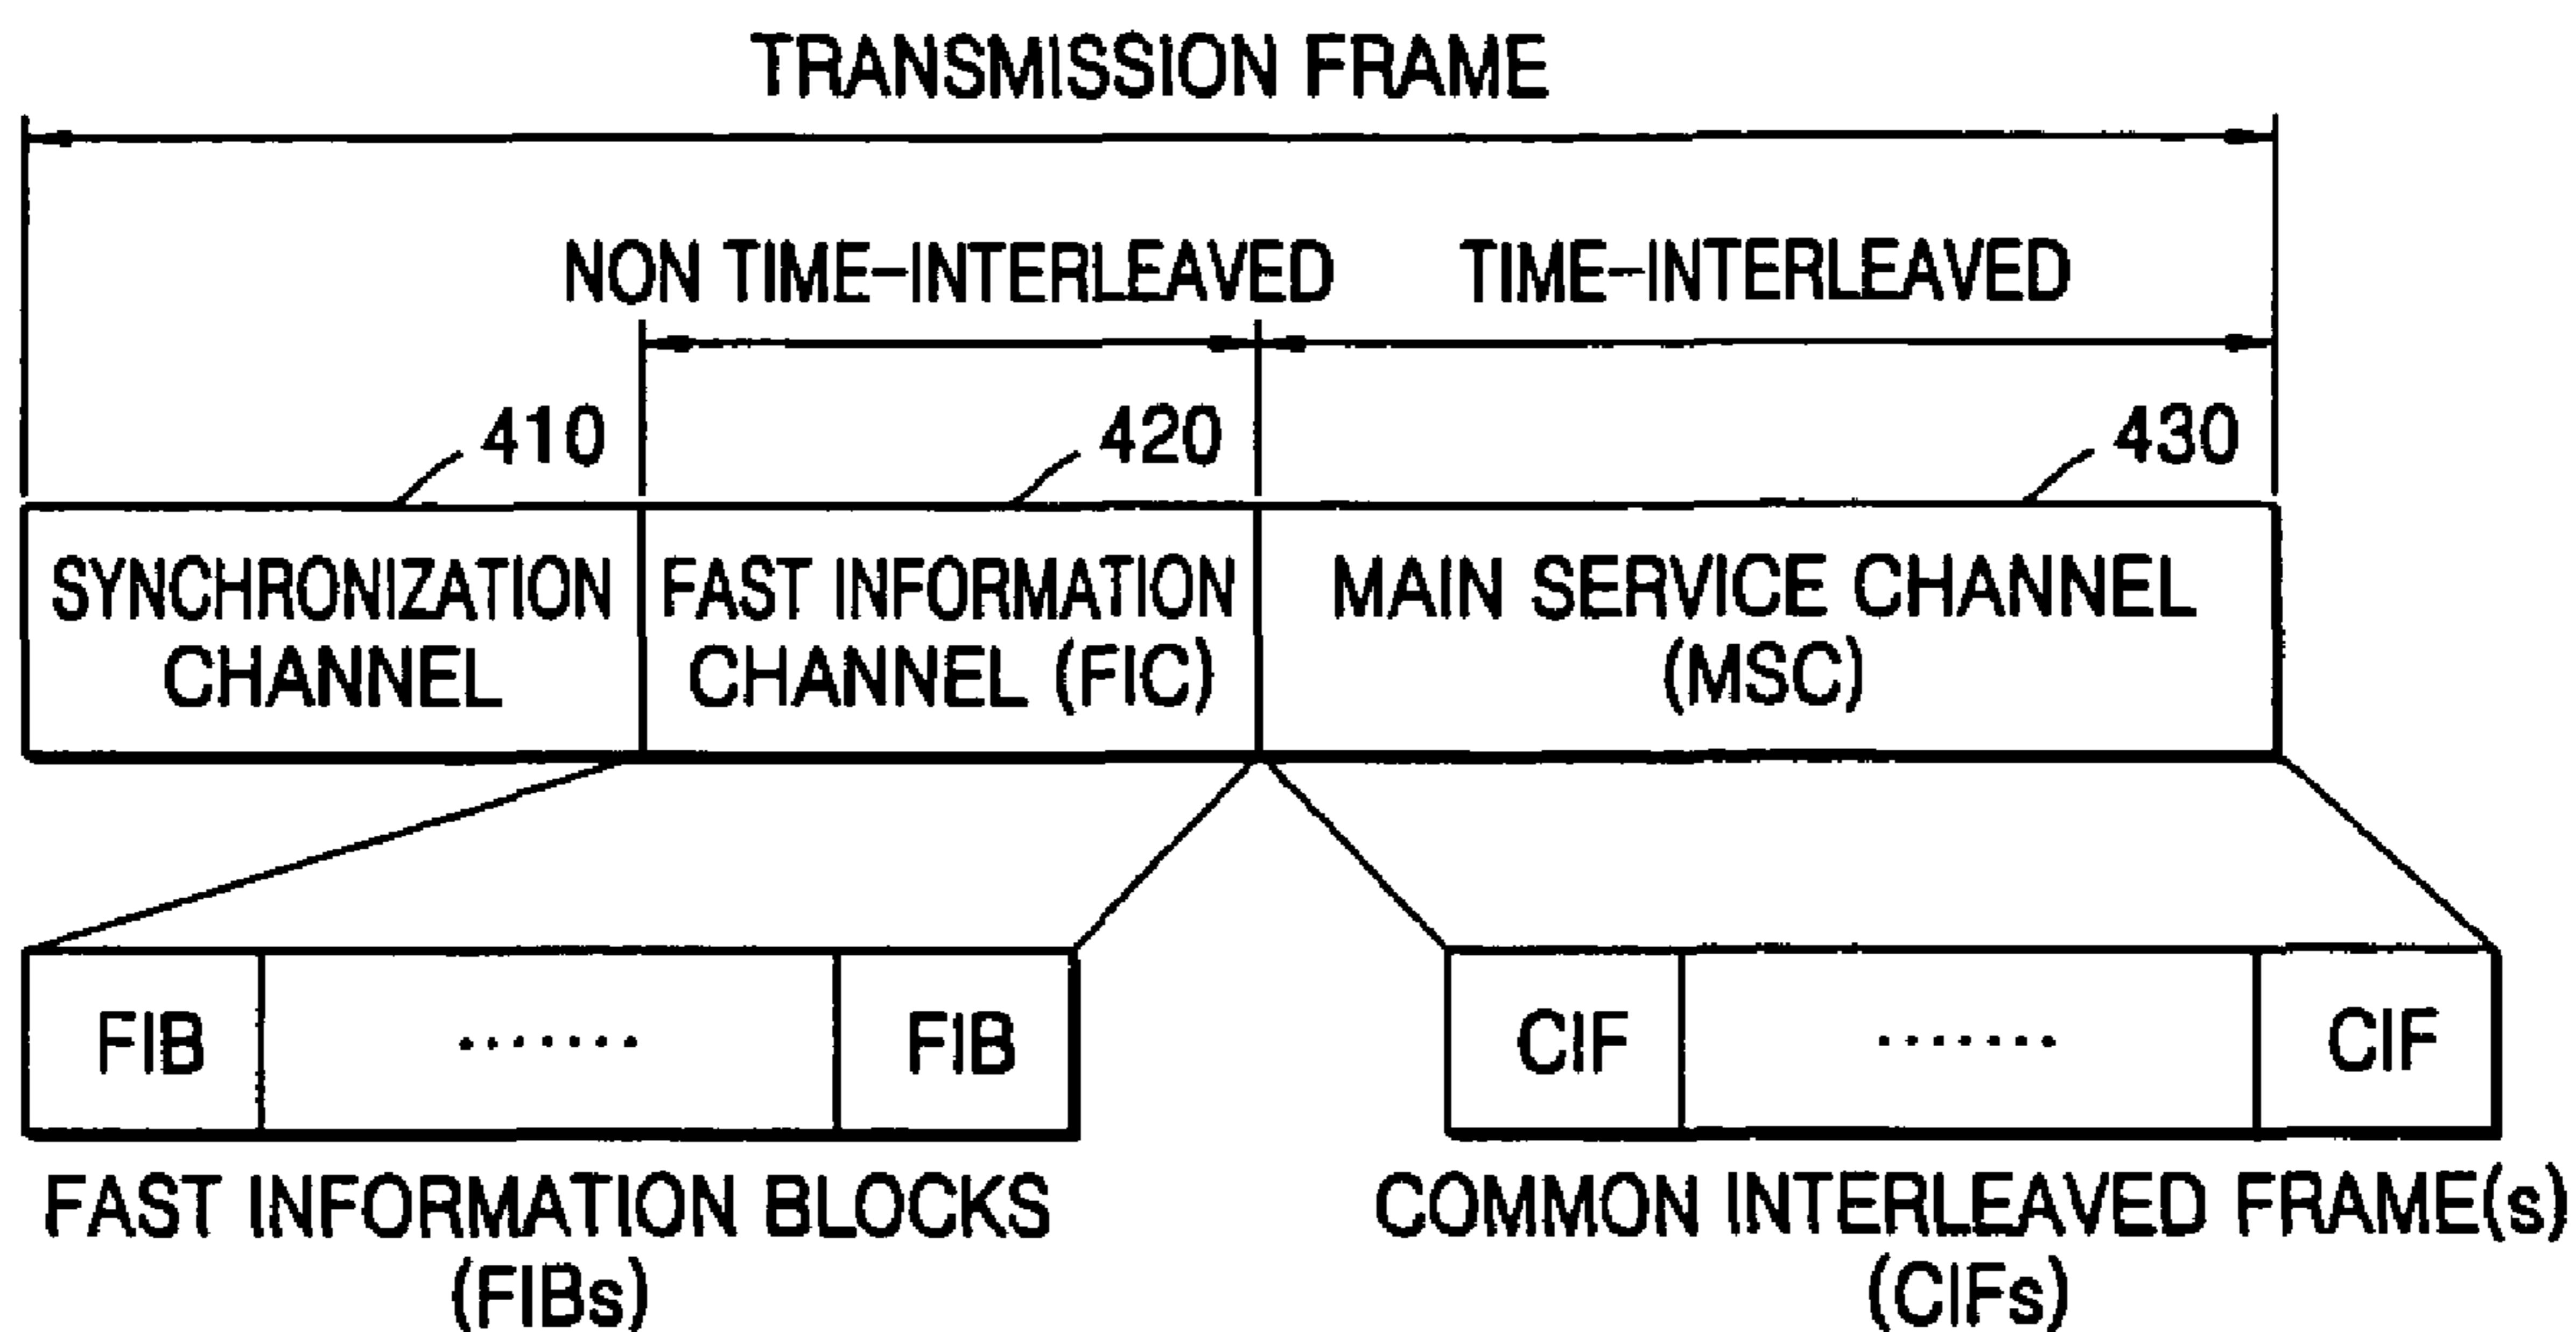 TRANSMISSION FRAME
NON TIME-INTERLEAVED
TIME-INTERLEAVED
410
420
430
SYNCHRONIZATION
CHANNEL
FAST INFORMATION
CHANNEL (FIC)
MAIN SERVICE CHANNEL
(MSC)
FIB
.......
FIB
CIF
.......
CIF
FAST INFORMATION BLOCKS
(FIBs)
COMMON INTERLEAVED FRAME(s)
(CIFs)